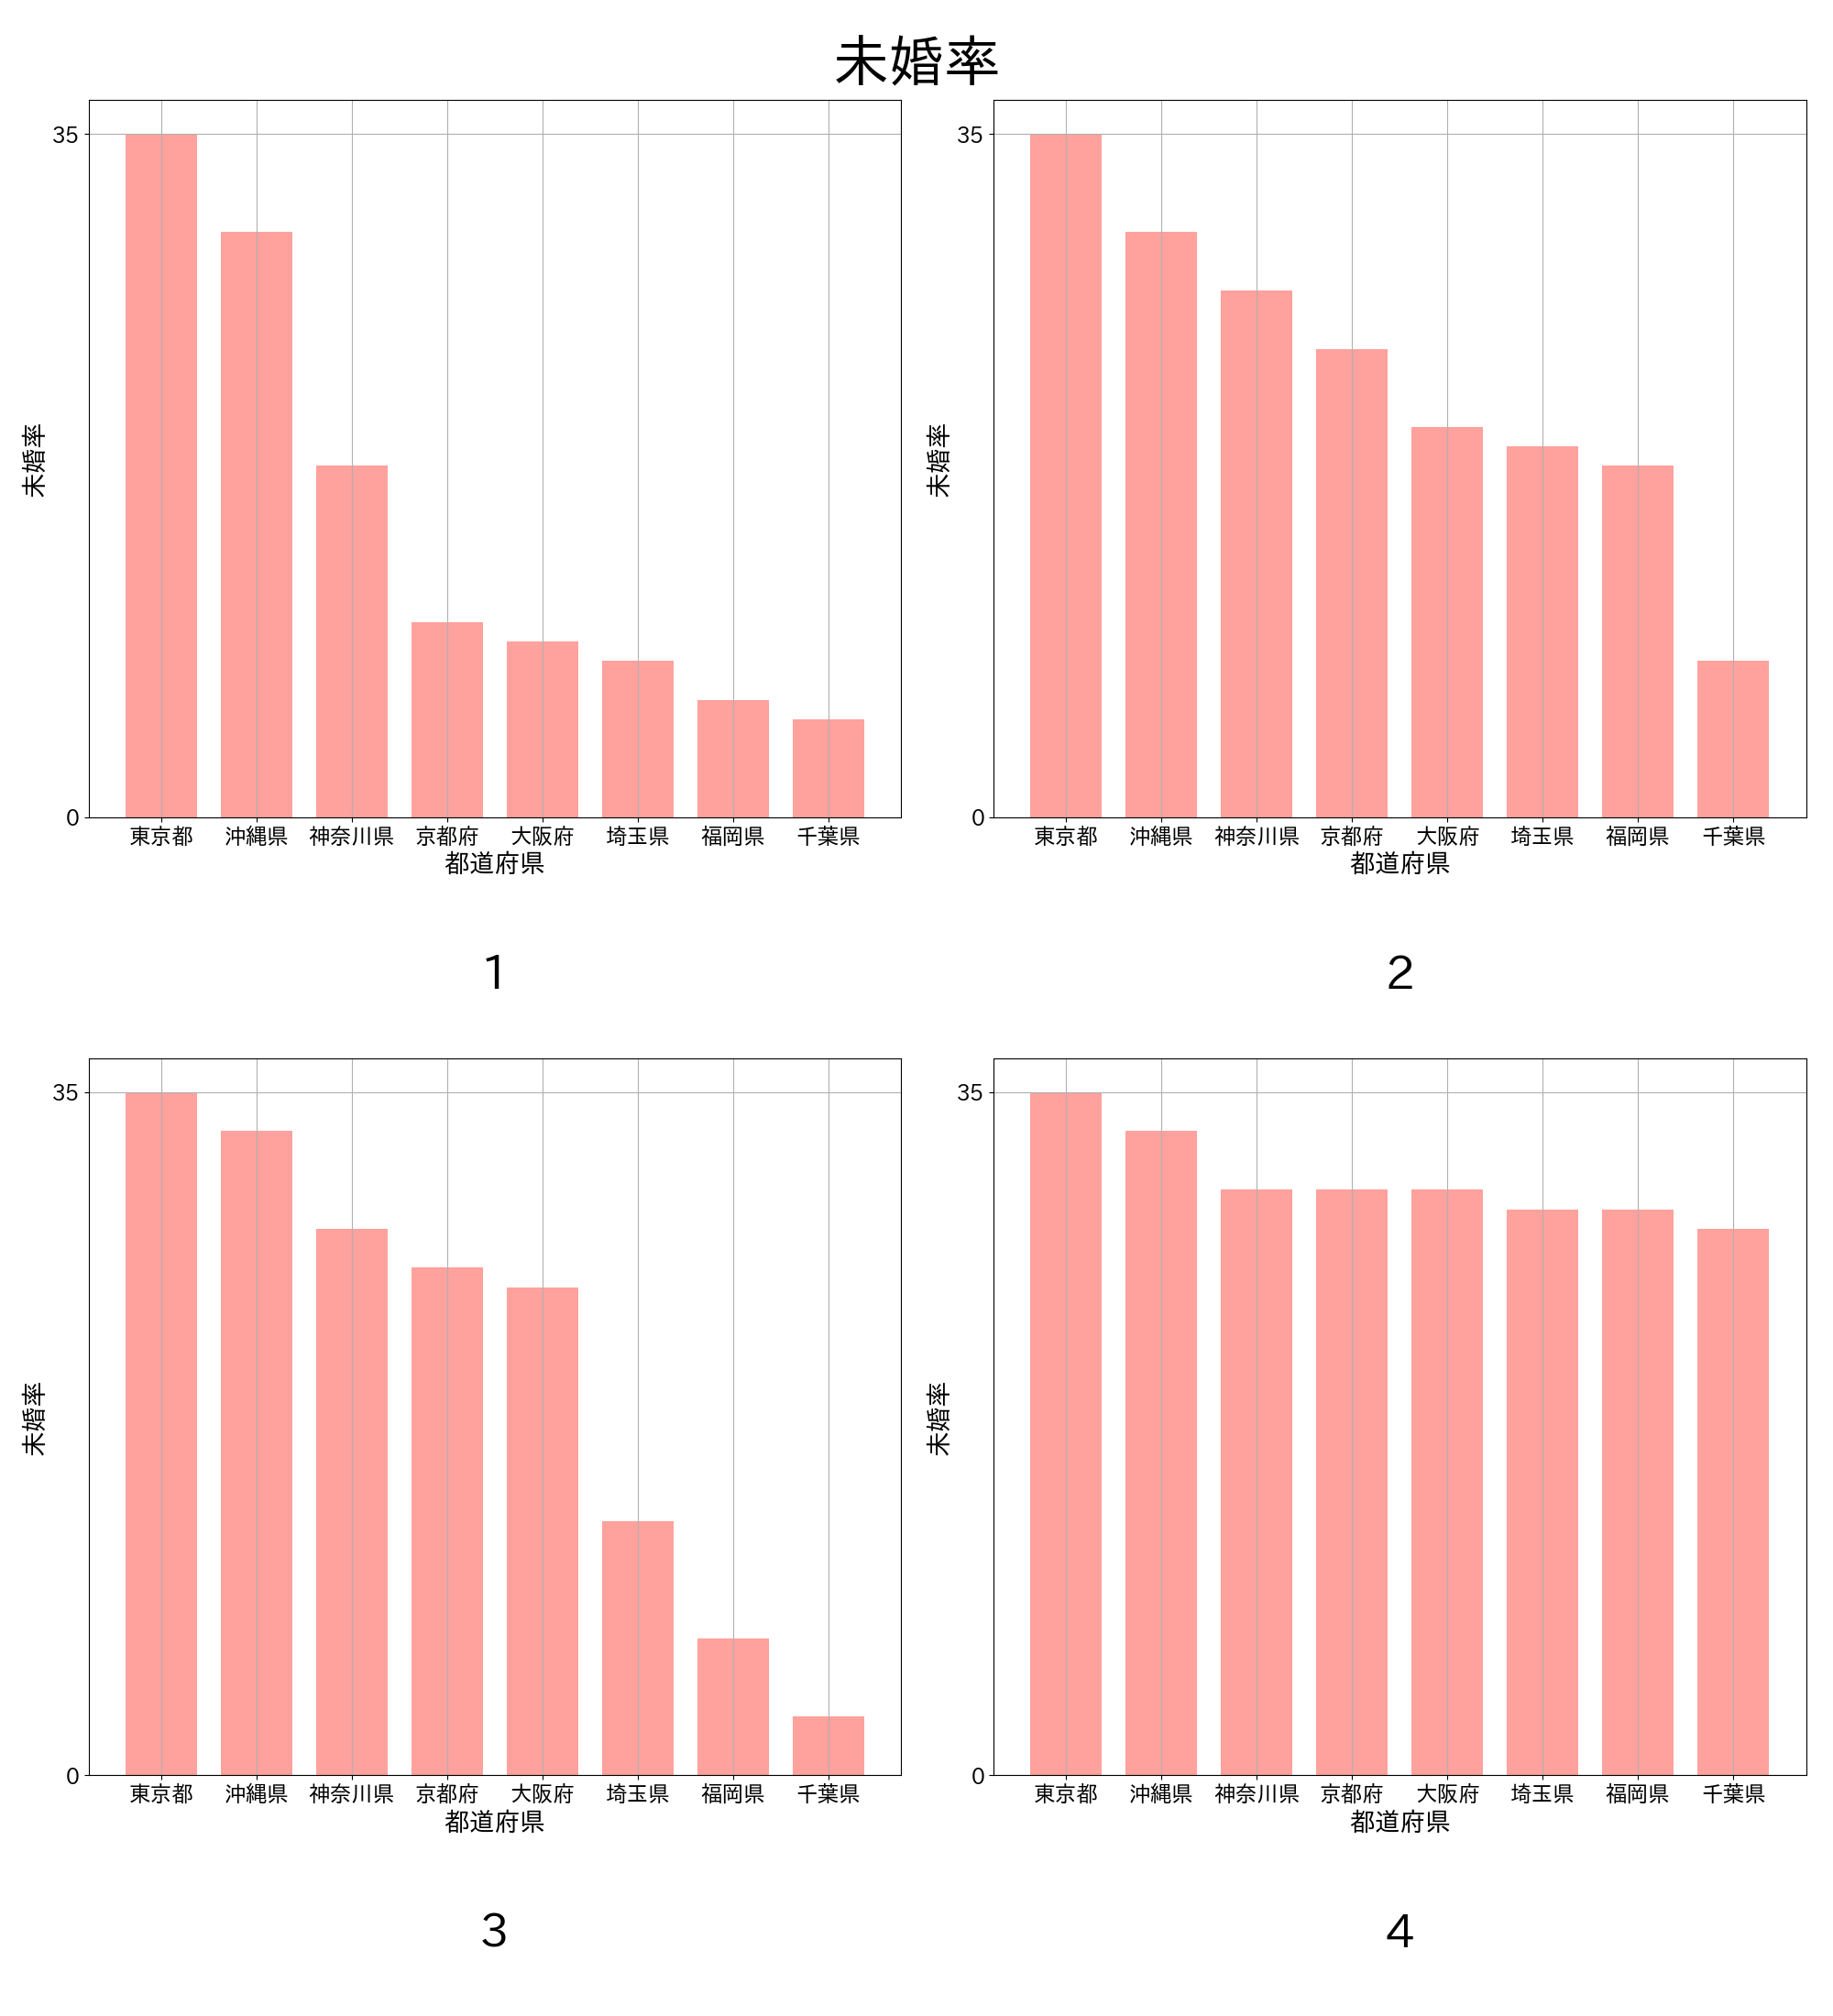 未婚率
35
0
未婚率
東京都 沖縄県 神奈川県 京都府 大阪府 埼玉県 福岡県 千葉県
都道府県
1
35
0
未婚率
東京都 沖縄県 神奈川県 京都府 大阪府 埼玉県 福岡県 千葉県
都道府県
2
35
0
未婚率
東京都 沖縄県 神奈川県 京都府 大阪府 埼玉県 福岡県 千葉県
都道府県
3
35
0
未婚率
東京都 沖縄県 神奈川県 京都府 大阪府 埼玉県 福岡県 千葉県
都道府県
4